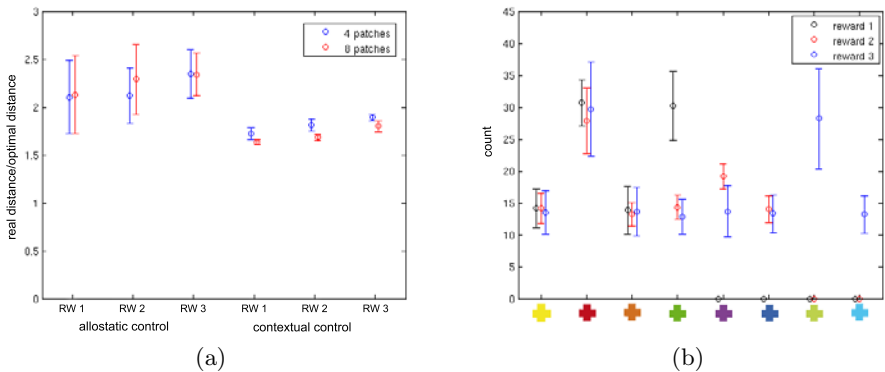 3
2.5
2
1.5
1
0.5
0
real distance/optimal distance
4 patches
8 patches
RW 1 RW 2 RW 3 RW 1 RW 2 RW 3
allostatic control contextual control
(a)
45
40
35
30
25
20
15
10
5
0
count
reward 1
reward 2
reward 3
(b)